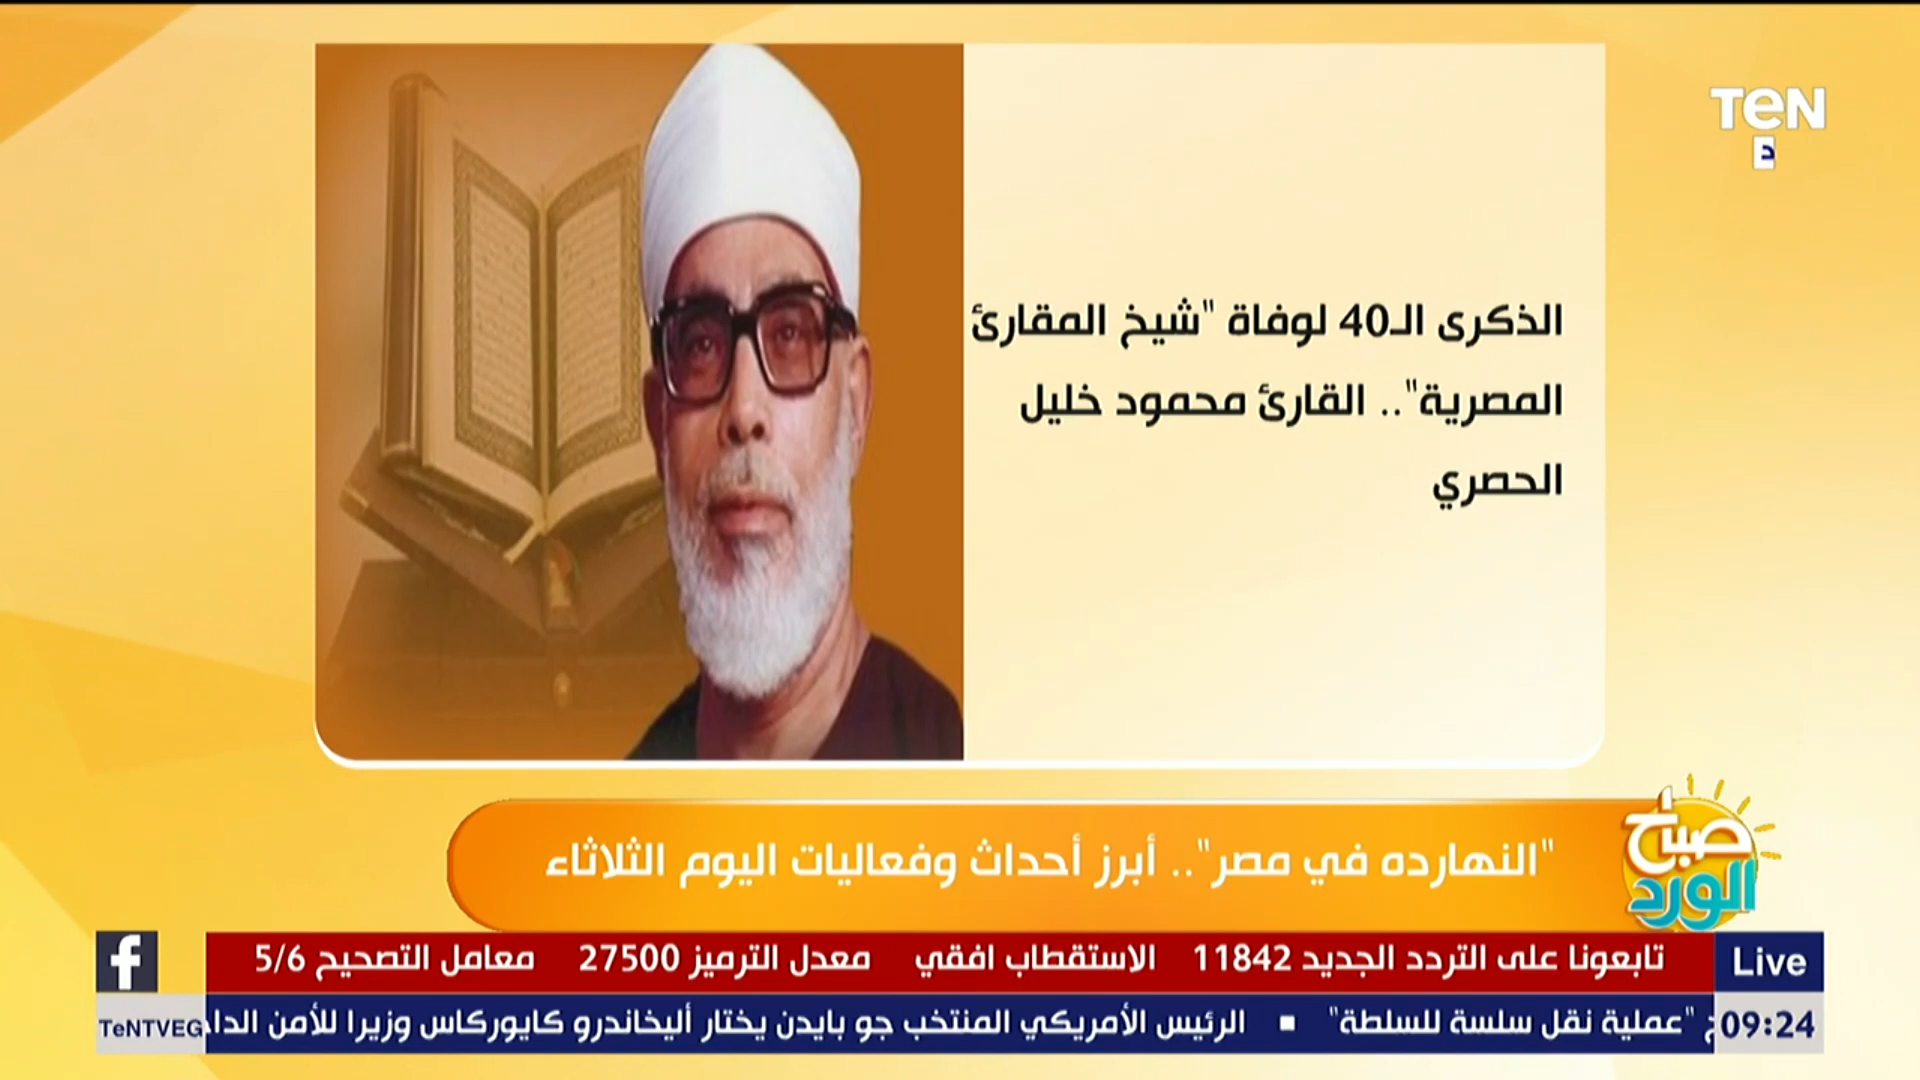 TeN
الذكرى الـ40 لوفاة "شيخ المقارئ
المصرية".. القارئ محمود خليل
الحصري
"النهارده في مصر".. أبرز أحداث وفعاليات اليوم الثلاثاء
صباح
الورد
Live
تابعونا على التردد الجديد 11842 الاستقطاب افقي معدل الترميز 27500 معامل التصحيح 5/6
09:24
"عملية نقل سلسة للسلطة" ■ الرئيس الأمريكي المنتخب جو بايدن يختار أليخاندرو كايوركاس وزيرا للأمن
TeNTVEG